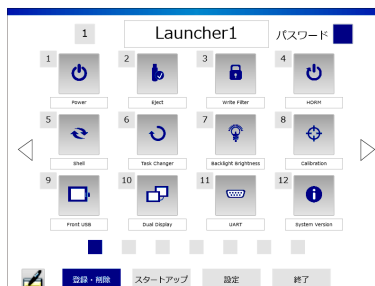 1 Launcher1 パスワード
1 2 3 4
Power Eject Write Filter HORM
5 6 7 8
Shell Task Changer Backlight Brightness Calibration
9 10 11 12
Front USB Dual Display UART System Version
登録・削除 スタートアップ 設定 終了